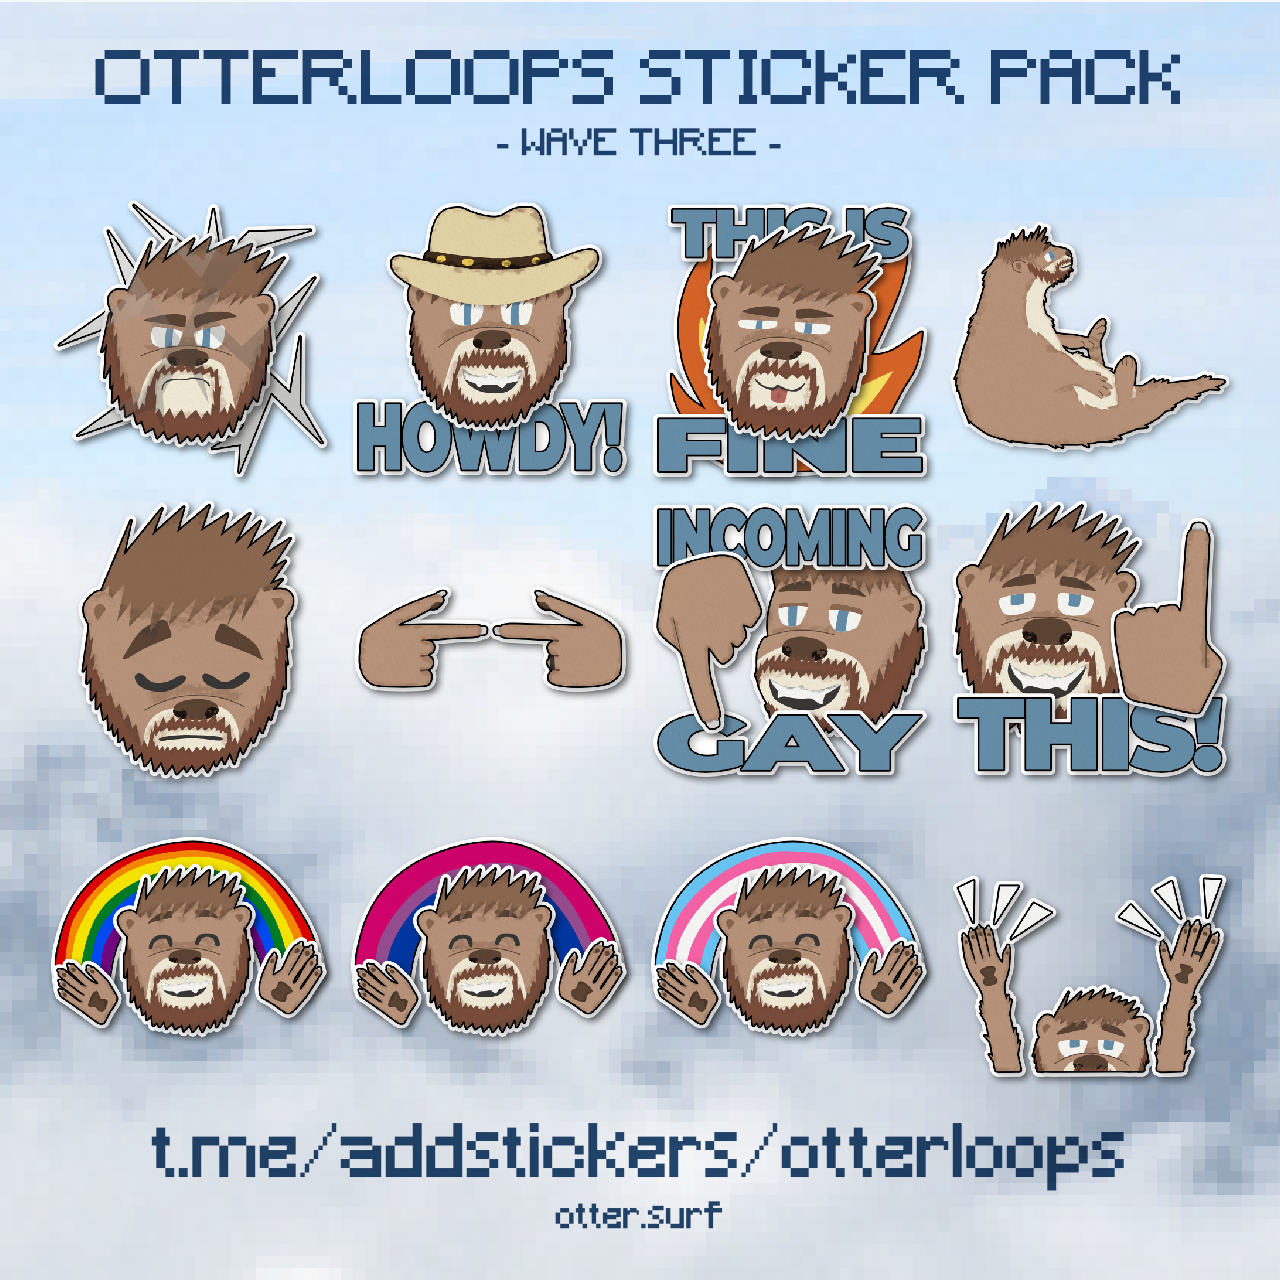 OTTERLOOPS STICKER PACK
- WAVE THREE -
THIS IS
FINE
HOWDY!
INCOMING
GAY
THIS!
t.me/addstickers/otterloops
otter.surf